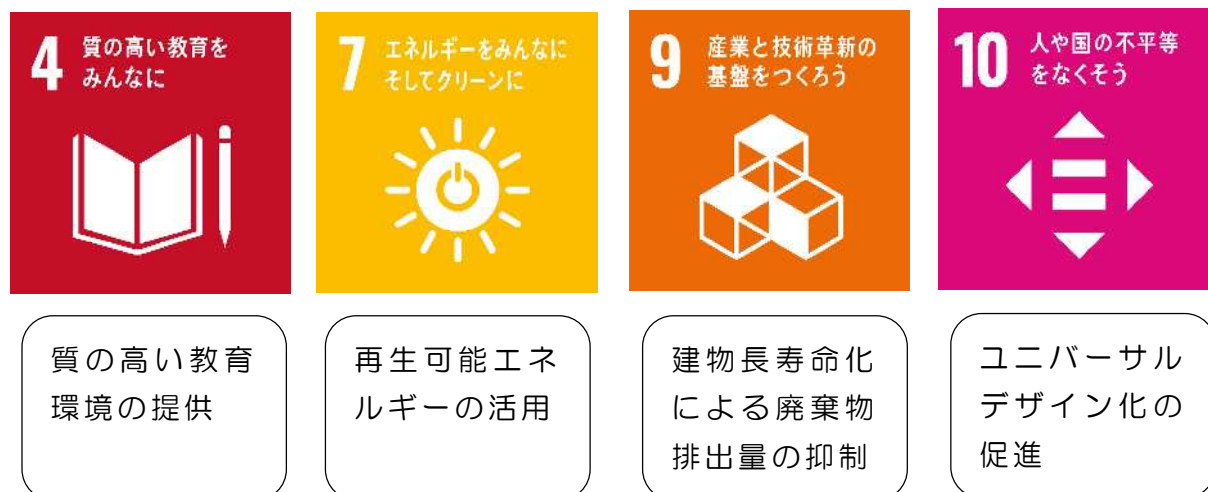 4 質の高い教育を
みんなに
7 エネルギーをみんなに
そしてクリーンに
9 産業と技術革新の
基盤をつくろう
10 人や国の不平等
をなくそう
質の高い教育
環境の提供
再生可能エネ
ルギーの活用
建物長寿命化
による廃棄物
排出量の抑制
ユニバーサル
デザイン化の
促進